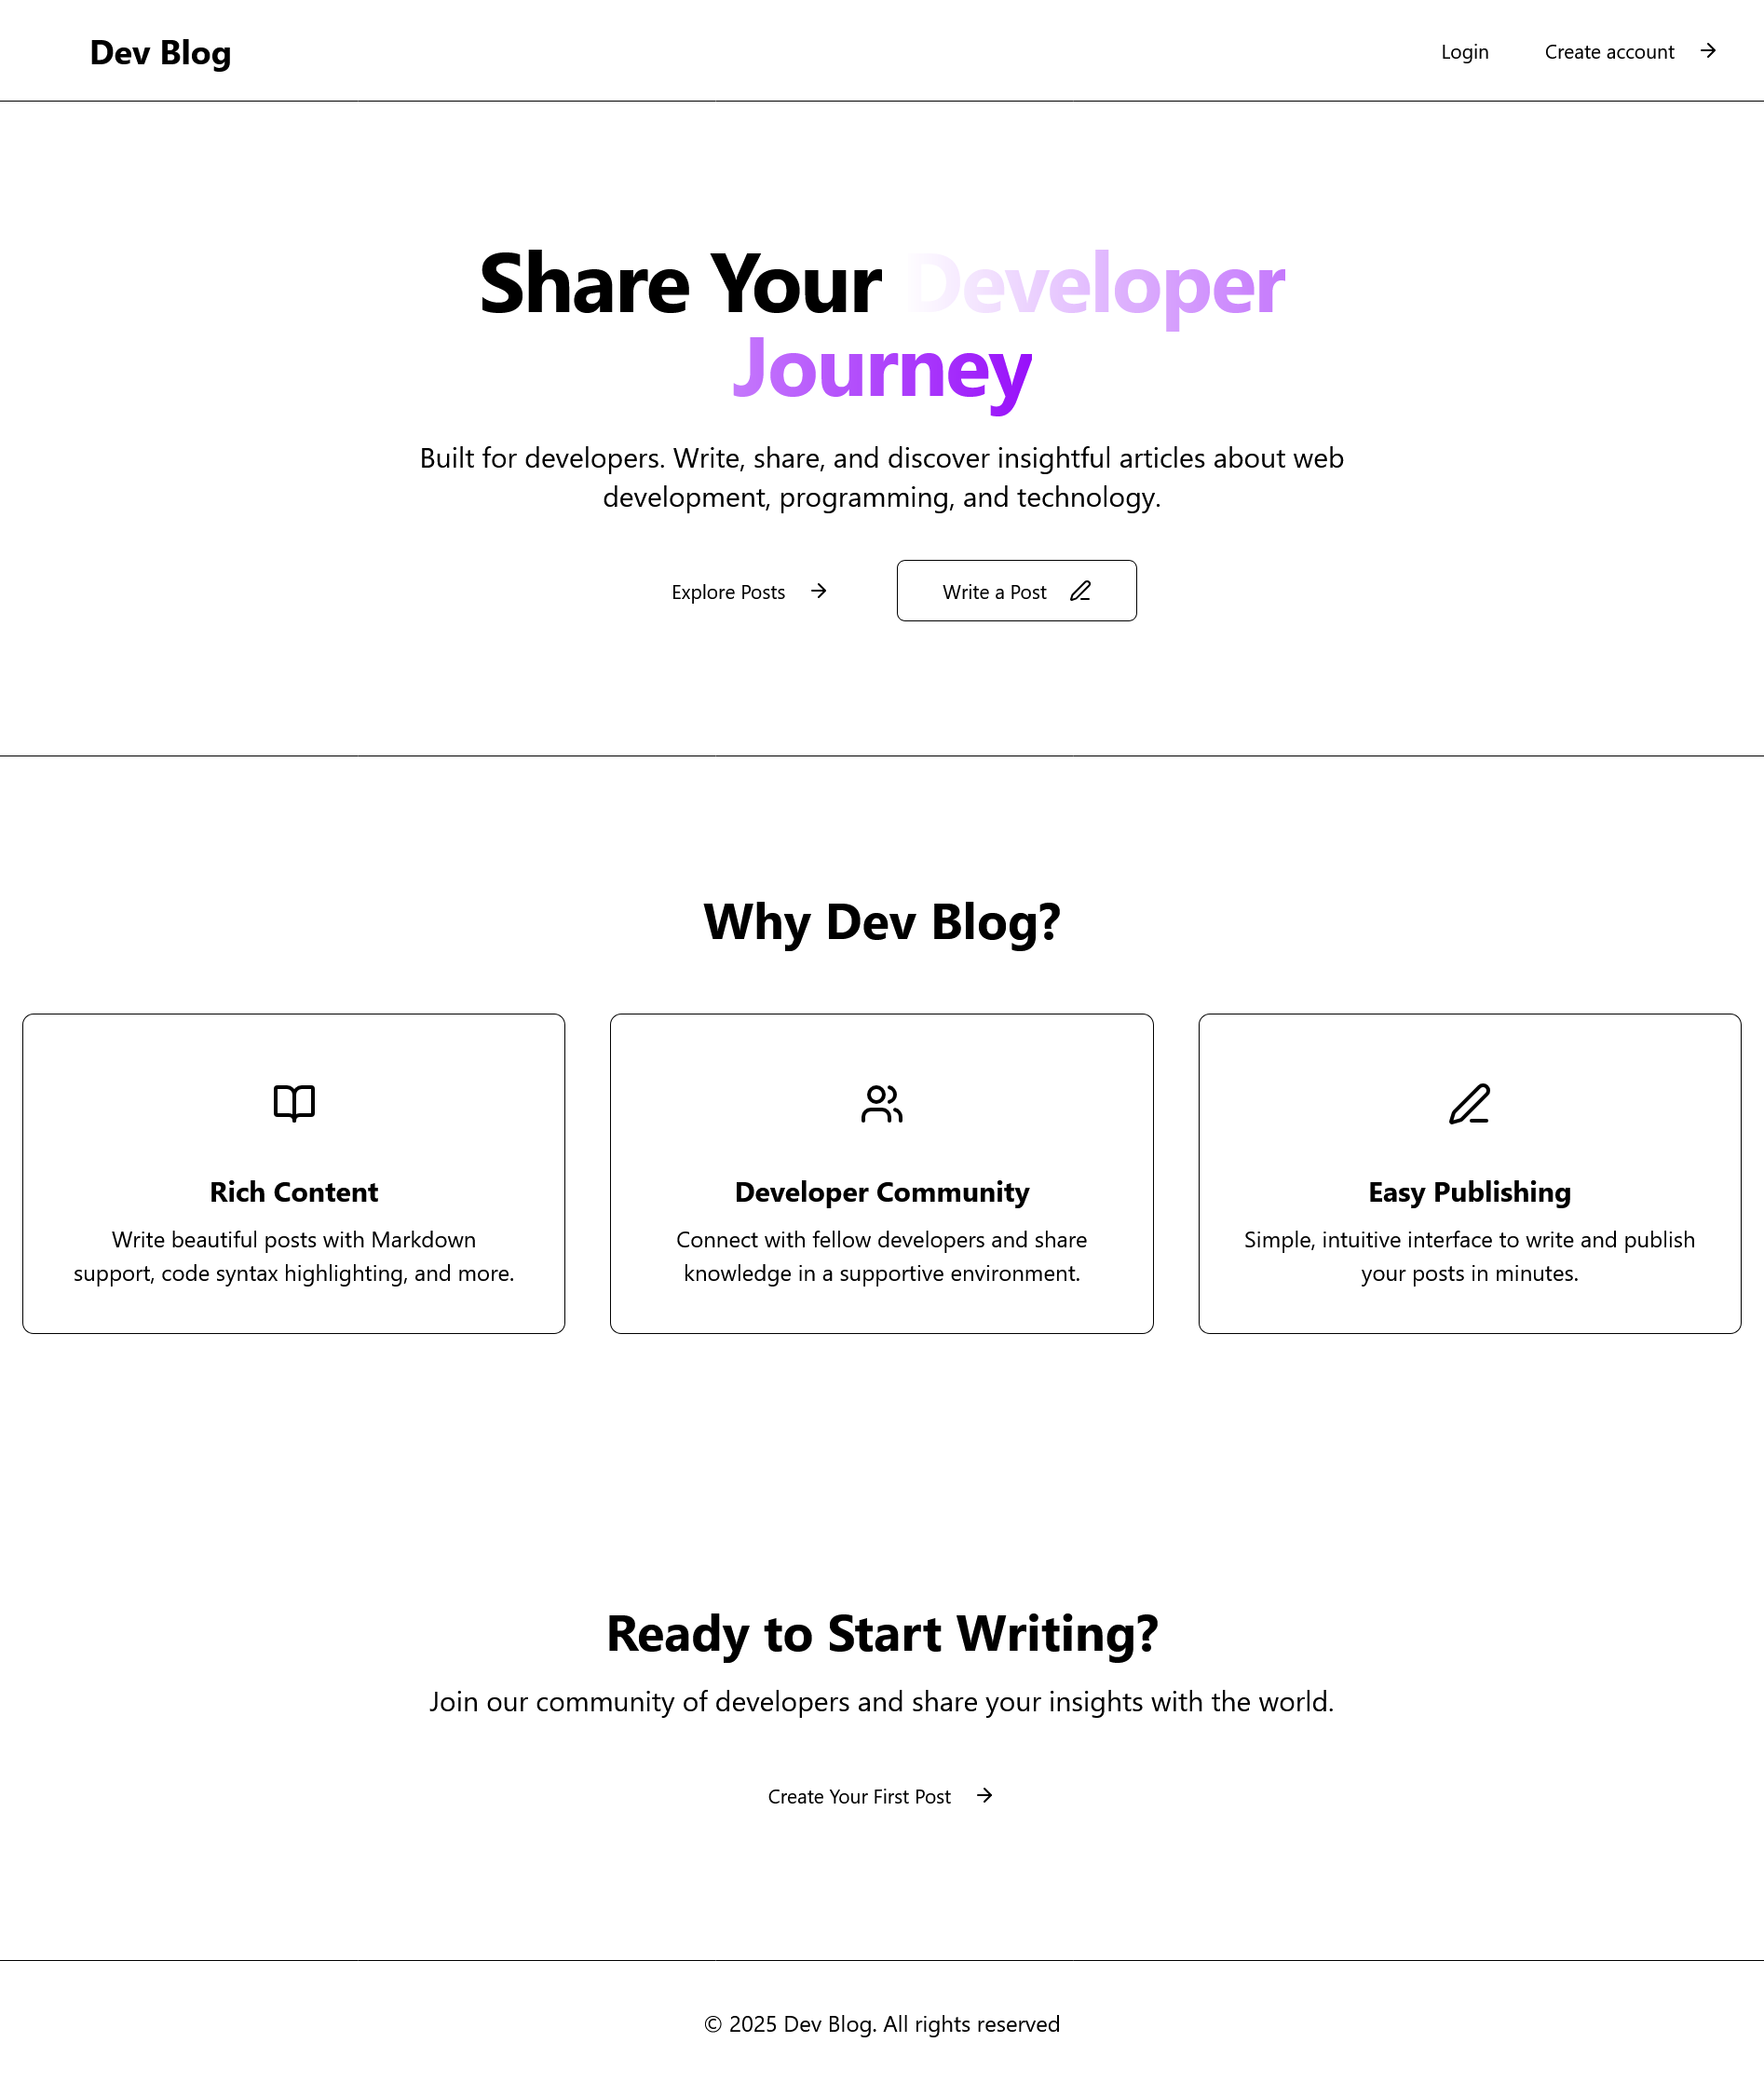 Dev Blog
Login
Create account
Share Your Developer
Journey
Built for developers. Write, share, and discover insightful articles about web
development, programming, and technology.
Explore Posts
Write a Post
Why Dev Blog?
Rich Content
Write beautiful posts with Markdown
support, code syntax highlighting, and more.
Developer Community
Connect with fellow developers and share
knowledge in a supportive environment.
Easy Publishing
Simple, intuitive interface to write and publish
your posts in minutes.
Ready to Start Writing?
Join our community of developers and share your insights with the world.
Create Your First Post
© 2025 Dev Blog. All rights reserved